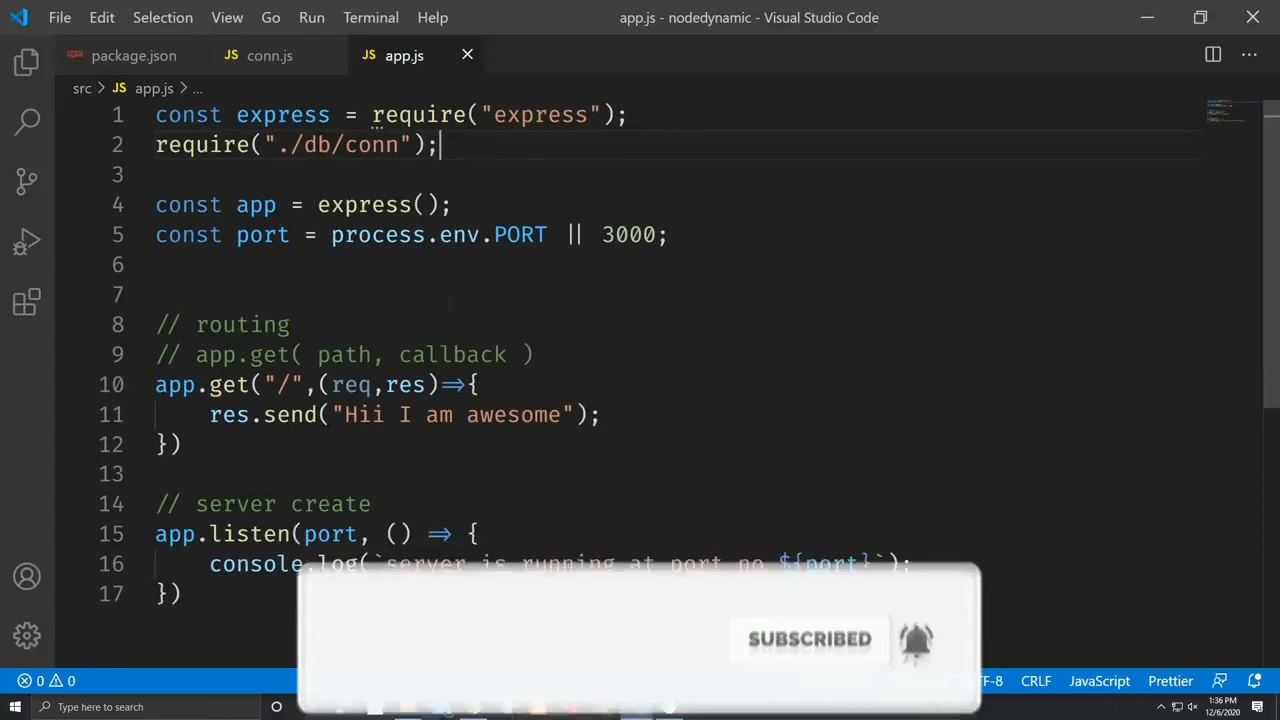 File Edit Selection View Go Run Terminal Help app.js - nodedynamic - Visual Studio Code
package.json JS conn.js JS app.js
src > JS app.js > ...
1 const express = require("express");
2 require("./db/conn");
3
4 const app = express();
5 const port = process.env.PORT || 3000;
6
7
8 // routing
9 // app.get( path, callback )
10 app.get("/",(req,res)=>{
11 res.send("Hii I am awesome");
12 })
13
14 // server create
15 app.listen(port, () => {
16 console.log(`server is running at port no ${port}`);
17 })
SUBSCRIBED
0 0 CRLF JavaScript Prettier
Type here to search 1:36 PM
12/6/2020